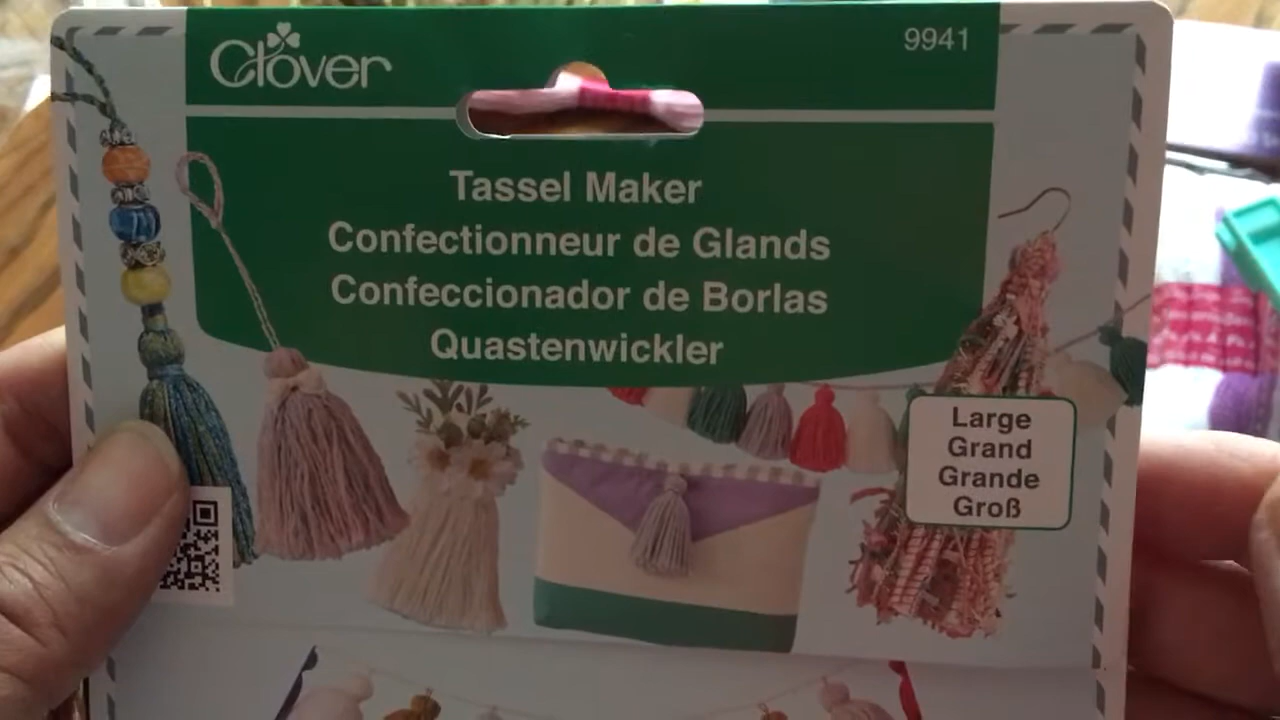 Clover
9941
Tassel Maker
Confectionneur de Glands
Confeccionador de Borlas
Quastenwickler
Large
Grand
Grande
Groß